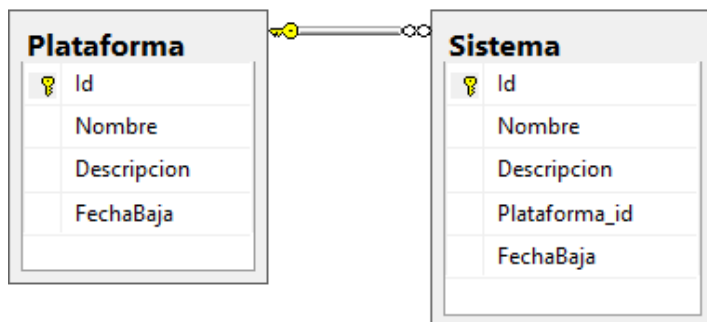 Plataforma
Id
Nombre
Descripcion
FechaBaja
Sistema
Id
Nombre
Descripcion
Plataforma_id
FechaBaja